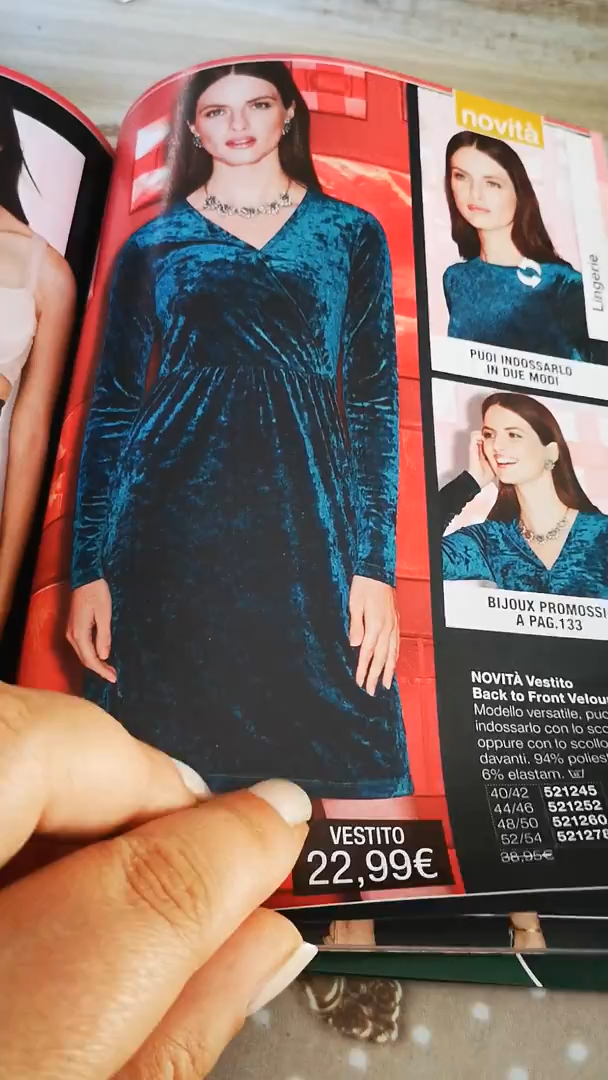 novità
Lingerie
PUOI INDOSSARLO
IN DUE MODI
BIJOUX PROMOSSI
A PAG.133
NOVITÀ Vestito
Back to Front Velou
Modello versatile, puo
indossarlo con lo sco
oppure con lo scollo
davanti. 94% polies
6% elastam.
40/42 521245
44/46 521252
48/50 521260
52/54 521278
38,95€
VESTITO
22,99€